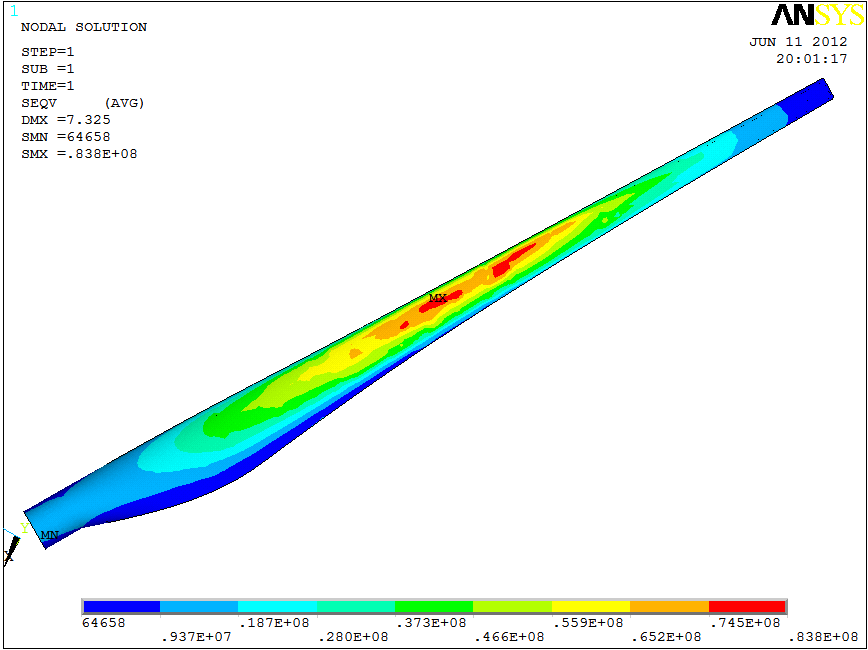 1
ANSYS
NODAL SOLUTION
JUN 11 2012
20:01:17
STEP=1
SUB =1
TIME=1
SEQV     (AVG)
DMX =7.325
SMN =64658
SMX =.838E+08
MX
Y
MN
X
64658 .187E+08 .373E+08 .559E+08 .745E+08
.937E+07 .280E+08 .466E+08 .652E+08 .838E+08